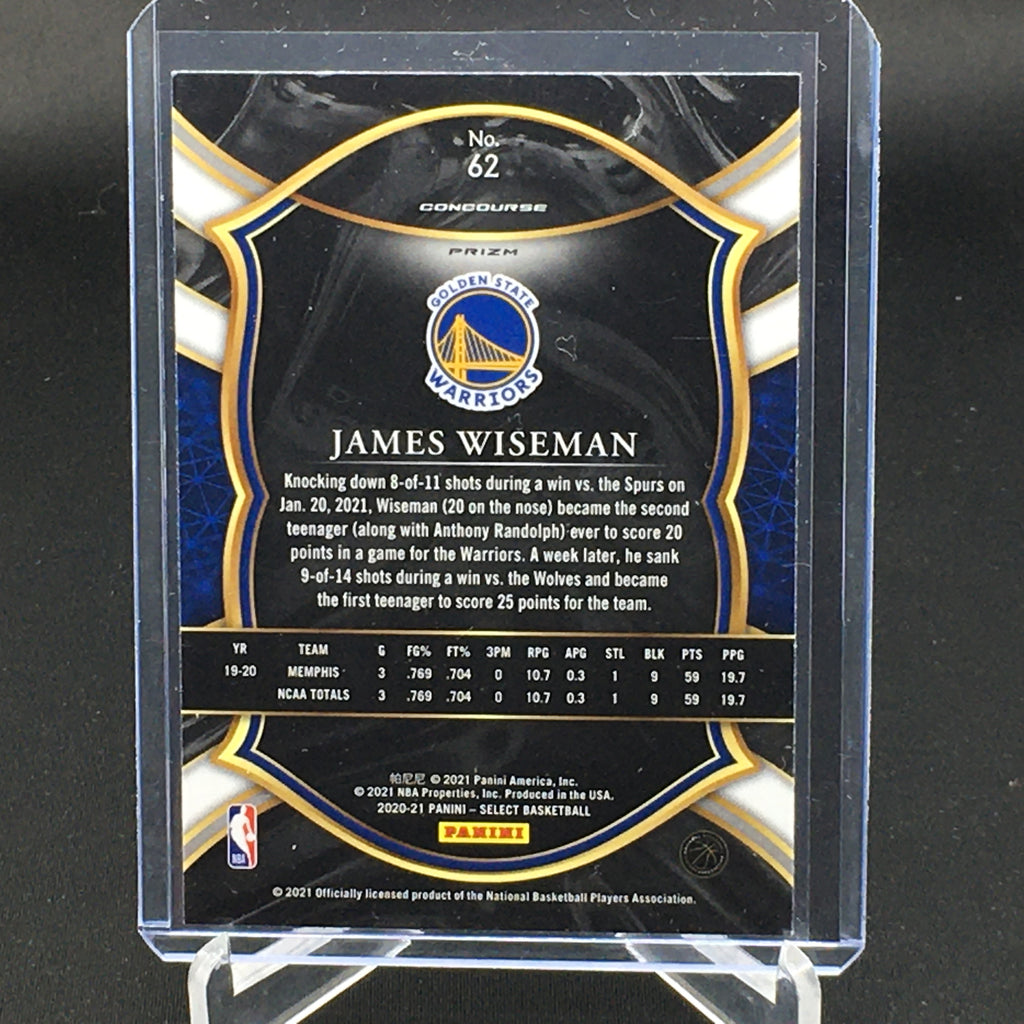 No.
62
CONCOURSE
PRIZM
GOLDEN STATE
WARRIORS
JAMES WISEMAN
Knocking down 8-of-11 shots during a win vs. the Spurs on
Jan. 20, 2021, Wiseman (20 on the nose) became the second
teenager (along with Anthony Randolph) ever to score 20
points in a game for the Warriors. A week later, he sank
9-of-14 shots during a win vs. the Wolves and became
the first teenager to score 25 points for the team.
YR TEAM G FG% FT% 3PM RPG APG STL BLK PTS PPG
19-20 MEMPHIS 3 .769 .704 0 10.7 0.3 1 9 59 19.7
NCAA TOTALS 3 .769 .704 0 10.7 0.3 1 9 59 19.7
帕尼尼 © 2021 Panini America, Inc.
© 2021 NBA Properties, Inc. Produced in the USA.
2020-21 PANINI – SELECT BASKETBALL
PANINI
NBA
© 2021 Officially licensed product of the National Basketball Players Association.